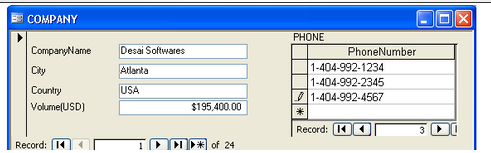 COMPANY
PHONE
CompanyName Desai Softwares
City Atlanta
Country USA
Volume(USD) $195,400.00
PhoneNumber
1-404-992-1234
1-404-992-2345
1-404-992-4567
Record: 3
Record: 1 of 24